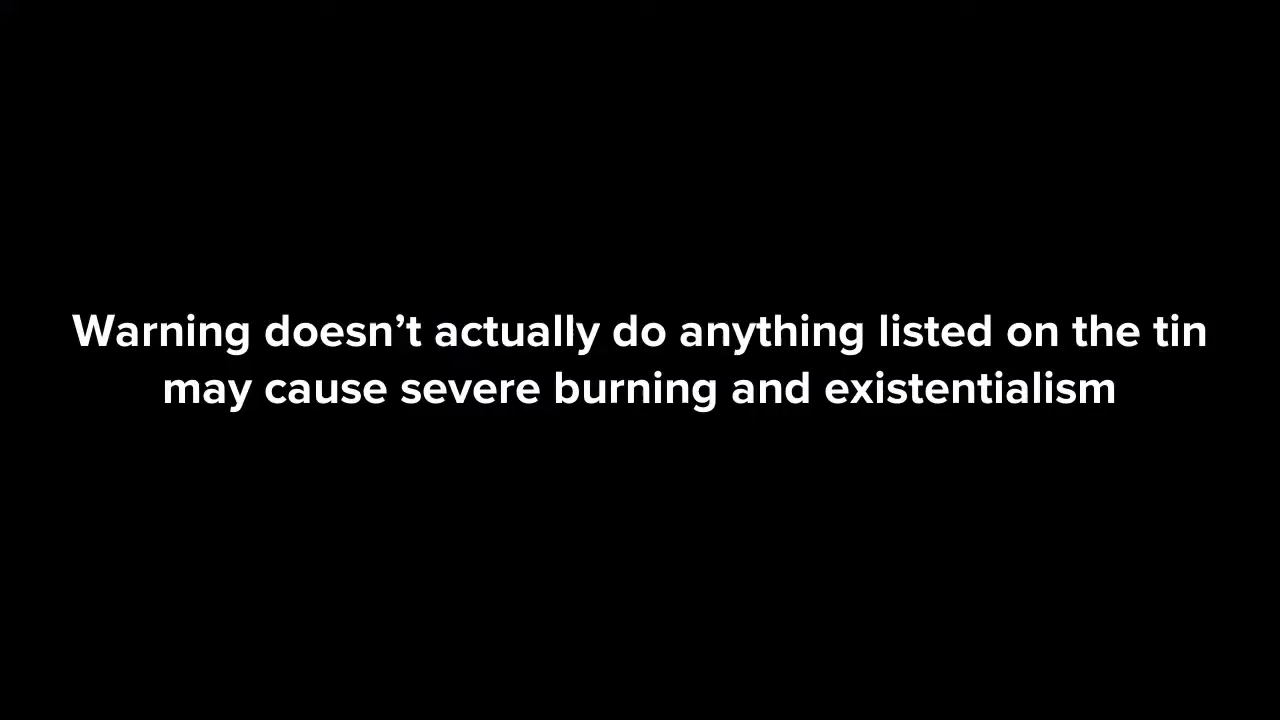 Warning doesn’t actually do anything listed on the tin
may cause severe burning and existentialism